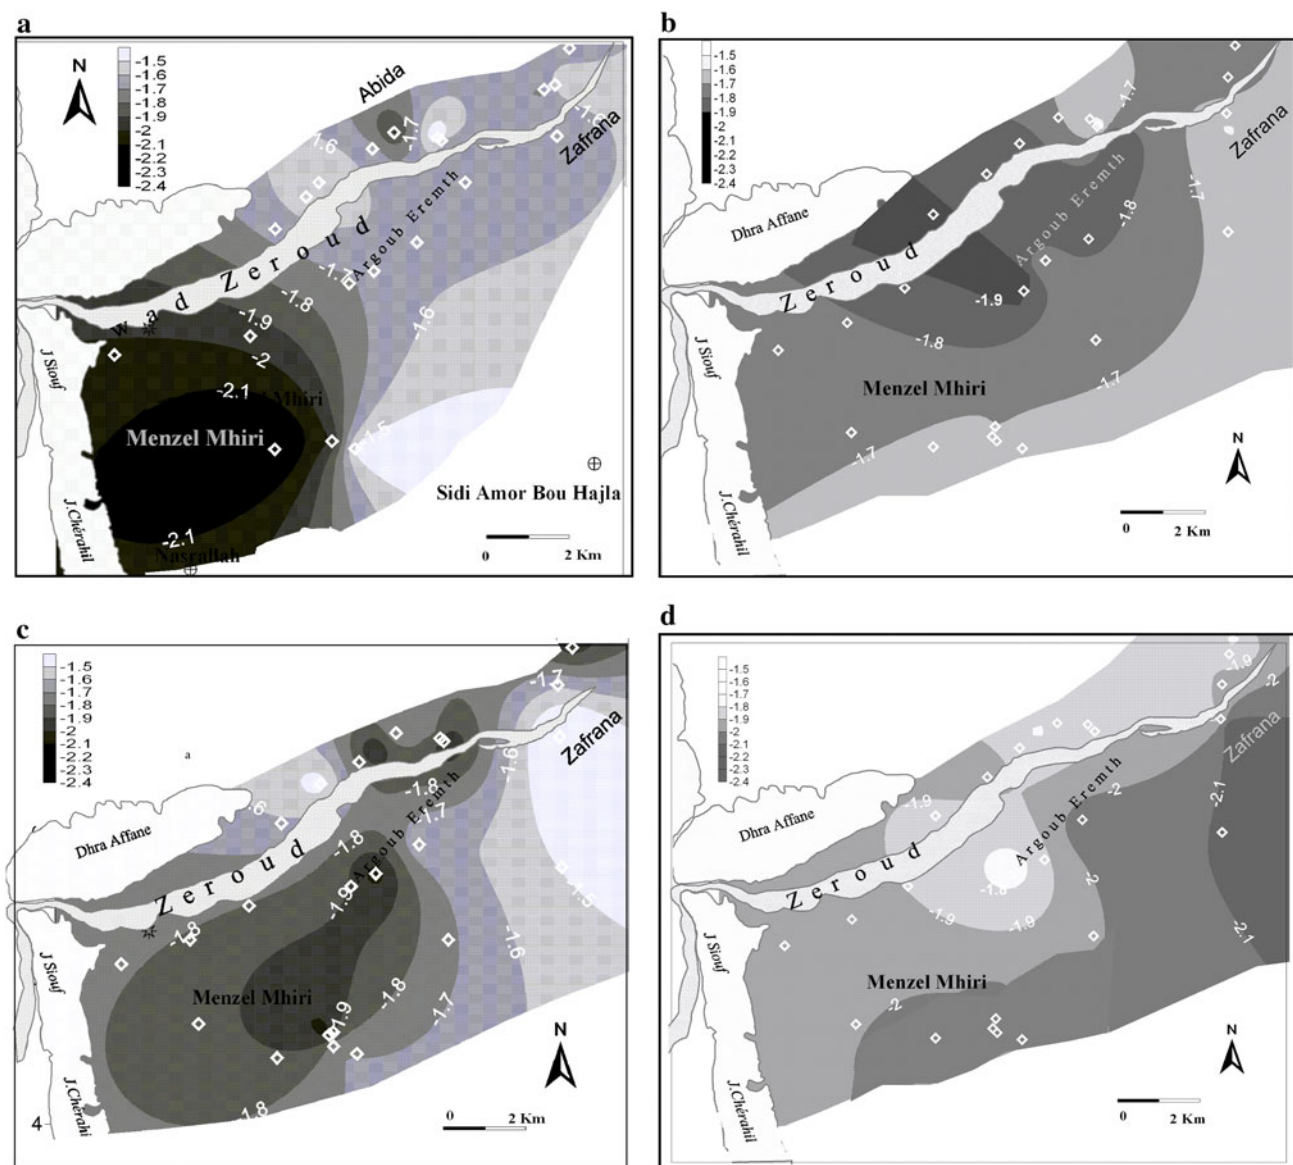 a
N
-1.5
-1.6
-1.7
-1.8
-1.9
-2
-2.1
-2.2
-2.3
-2.4
Abida
-1.7
1.6
-1.6
Zafrana
Argoub Eremth
wad Zeroud
-1.7
-1.8
-1.9
-2
-1.6
-2.1
Mhiri
Menzel Mhiri
-1.5
J Siouf
J.Chérahil
Sidi Amor Bou Hajla
-2.1
Nasrallah
0 2 Km
b
-1.5
-1.6
-1.7
-1.8
-1.9
-2
-2.1
-2.2
-2.3
-2.4
-1.7
Zafrana
Argoub Eremth
-1.7
-1.8
Dhra Affane
Zeroud
-1.9
-1.8
J Siouf
Menzel Mhiri
-1.7
-1.7
N
J.Chérahil
0 2 Km
c
-1.5
-1.6
-1.7
-1.8
-1.9
-2
-2.1
-2.2
-2.3
-2.4
a
-1.7
Zafrana
-1.6
-1.8
Argoub Eremth
-1.7
.6
Dhra Affane
Zeroud
-1.8
-1.9
-1.5
-1.8
-1.6
J Siouf
Menzel Mhiri
-1.8
-1.7
-1.9
N
J.Chérahi
-1.8
4
0 2 Km
d
-1.5
-1.6
-1.7
-1.8
-1.9
-2
-2.1
-2.2
-2.3
-2.4
-1.9
-2
Zafrana
-2
-2.1
Argoub Eremth
-1.9
Dhra Affane
Zeroud
-1.8
2
-1.9
-1.9
-2.1
J Siouf
Menzel Mhiri
-2
N
J.Chérahil
0 2 Km